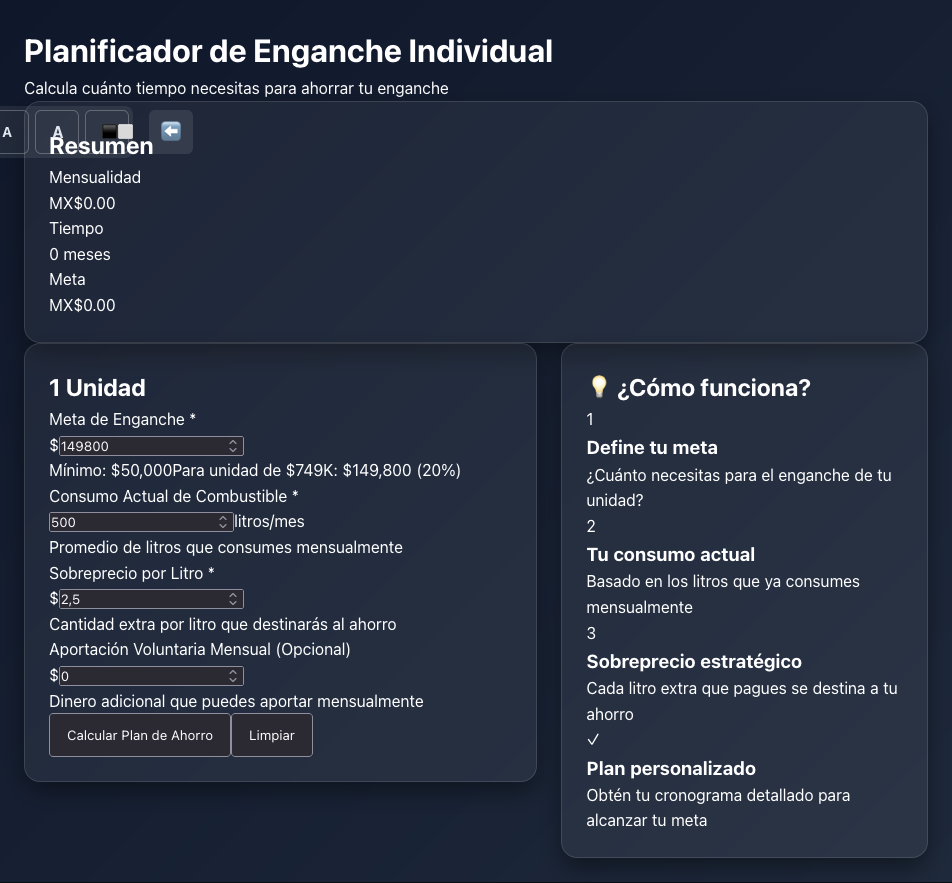 Planificador de Enganche Individual
Calcula cuánto tiempo necesitas para ahorrar tu enganche
A
A
Resumen
Mensualidad
MX$0.00
Tiempo
0 meses
Meta
MX$0.00
1 Unidad
Meta de Enganche *
$149800
Mínimo: $50,000Para unidad de $749K: $149,800 (20%)
Consumo Actual de Combustible *
500 litros/mes
Promedio de litros que consumes mensualmente
Sobreprecio por Litro *
$2,5
Cantidad extra por litro que destinarás al ahorro
Aportación Voluntaria Mensual (Opcional)
$0
Dinero adicional que puedes aportar mensualmente
Calcular Plan de Ahorro Limpiar
¿Cómo funciona?
1
Define tu meta
¿Cuánto necesitas para el enganche de tu
unidad?
2
Tu consumo actual
Basado en los litros que ya consumes
mensualmente
3
Sobreprecio estratégico
Cada litro extra que pagues se destina a tu
ahorro
✓
Plan personalizado
Obtén tu cronograma detallado para
alcanzar tu meta